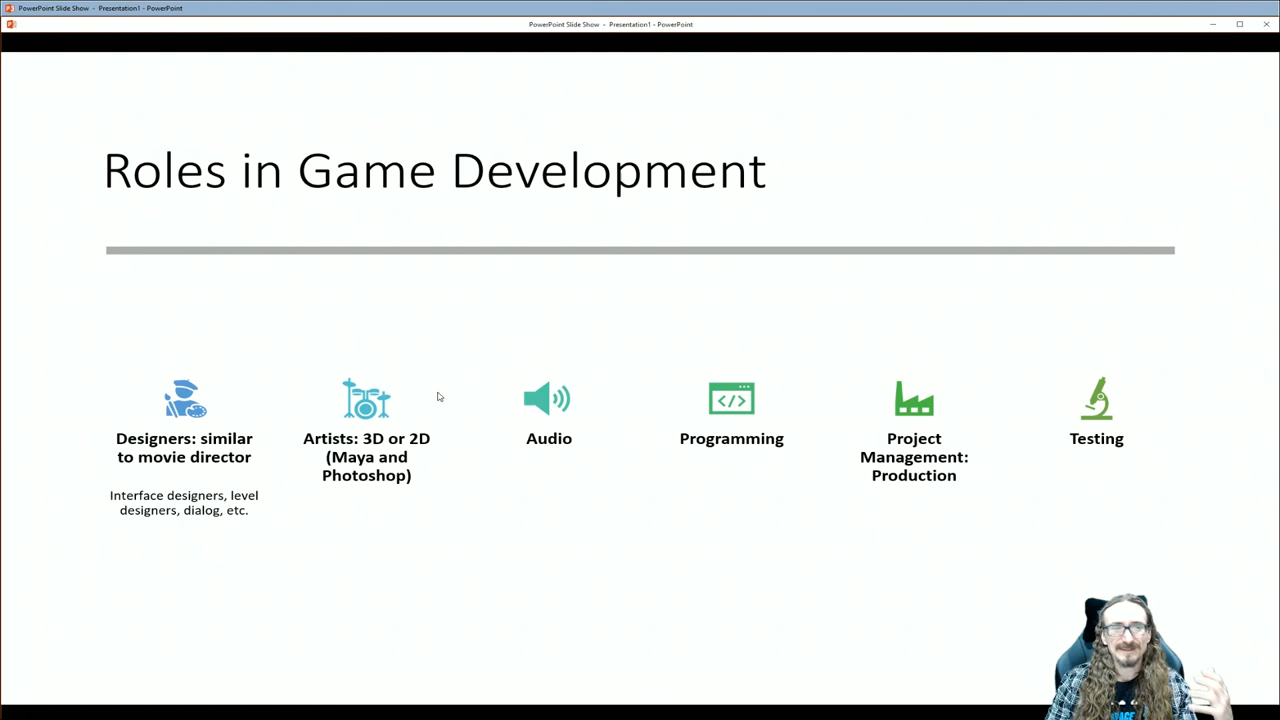 PowerPoint Slide Show - Presentation1 - PowerPoint
PowerPoint Slide Show - Presentation1 - PowerPoint
Roles in Game Development
</>
Designers: similar
to movie director
Interface designers, level
designers, dialog, etc.
Artists: 3D or 2D
(Maya and
Photoshop)
Audio
Programming
Project
Management:
Production
Testing